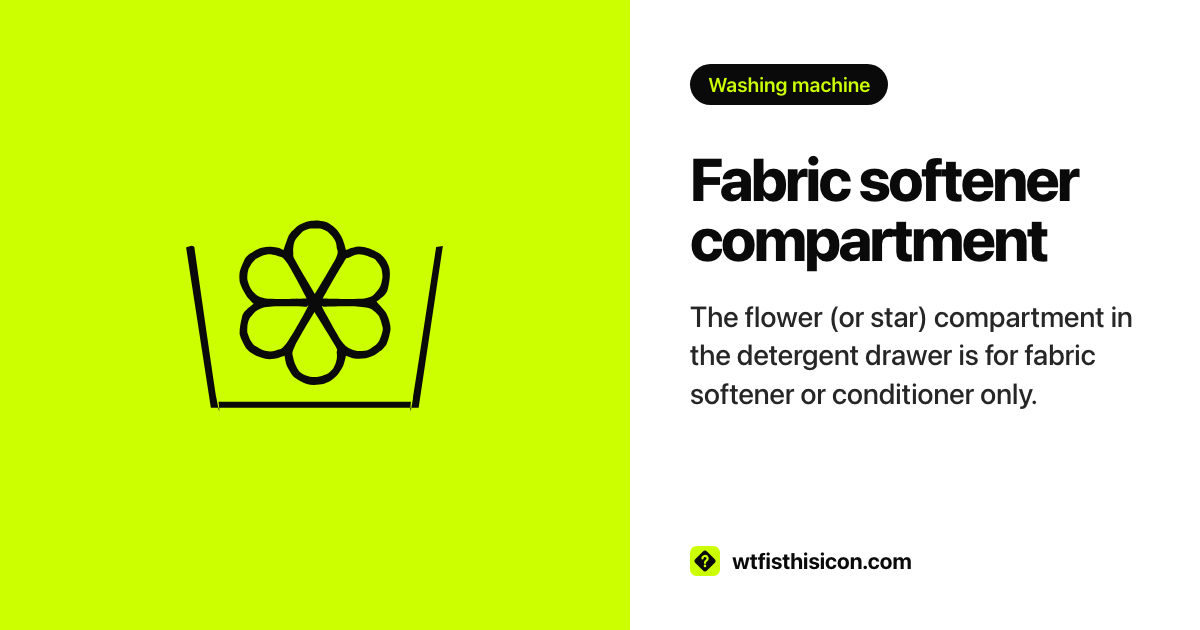 Washing machine
Fabric softener
compartment
The flower (or star) compartment in
the detergent drawer is for fabric
softener or conditioner only.
wtfisthisicon.com